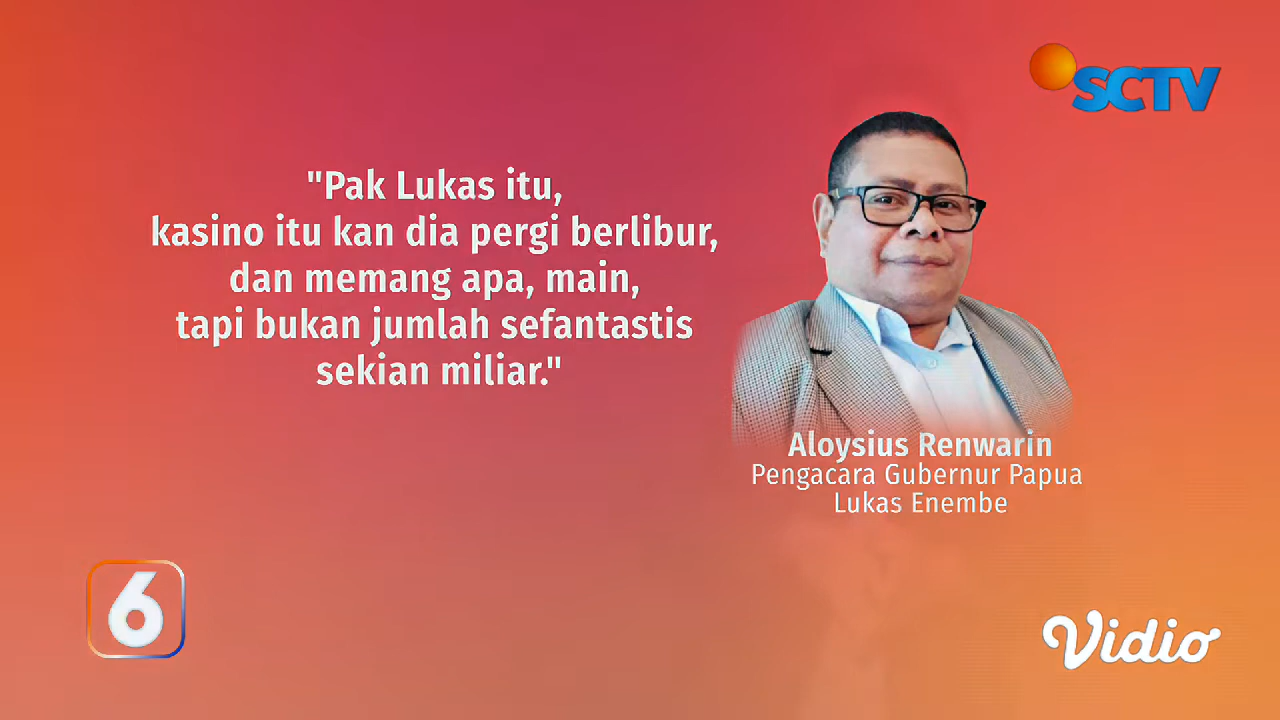 SCTV
"Pak Lukas itu,
kasino itu kan dia pergi berlibur,
dan memang apa, main,
tapi bukan jumlah sefantastis
sekian miliar."
Aloysius Renwarin
Pengacara Gubernur Papua
Lukas Enembe
6
Vidio